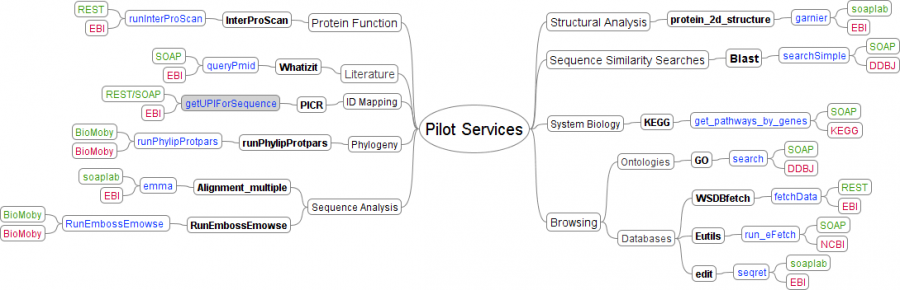 Pilot Services
Protein Function
InterProScan
runInterProScan
REST
EBI
Literature
Whatizit
queryPmid
SOAP
EBI
ID Mapping
PICR
getUPIForSequence
REST/SOAP
EBI
Phylogeny
runPhylipProtpars
runPhylipProtpars
BioMoby
BioMoby
Sequence Analysis
Alignment_multiple
emma
soaplab
EBI
RunEmbossEmowse
RunEmbossEmowse
BioMoby
BioMoby
Structural Analysis
protein_2d_structure
garnier
soaplab
EBI
Sequence Similarity Searches
Blast
searchSimple
SOAP
DDBJ
System Biology
KEGG
get_pathways_by_genes
SOAP
KEGG
Browsing
Ontologies
GO
search
SOAP
DDBJ
Databases
WSDBfetch
fetchData
REST
EBI
Eutils
run_eFetch
SOAP
NCBI
edit
seqret
soaplab
EBI